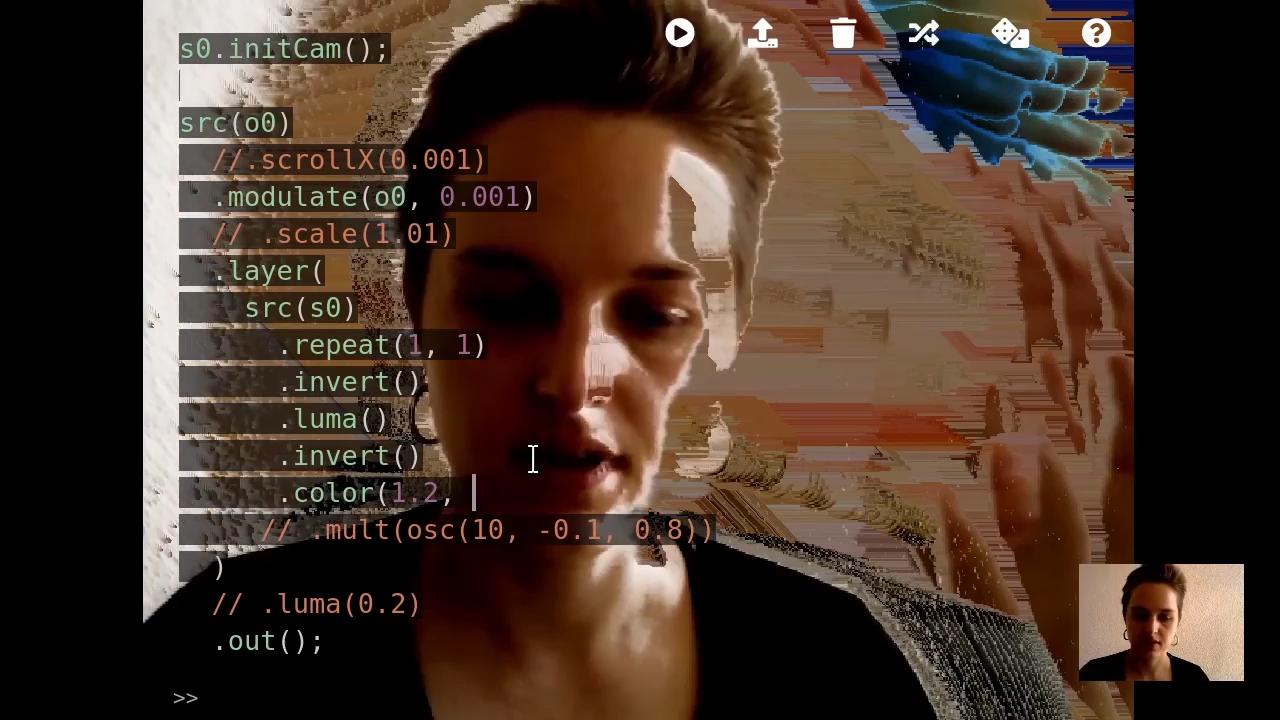 s0.initCam();
src(o0)
//.scrollX(0.001)
.modulate(o0, 0.001)
// .scale(1.01)
.layer(
src(s0)
.repeat(1, 1)
.invert()
.luma()
.invert()
.color(1.2,
// .mult(osc(10, -0.1, 0.8))
)
// .luma(0.2)
.out();
>>